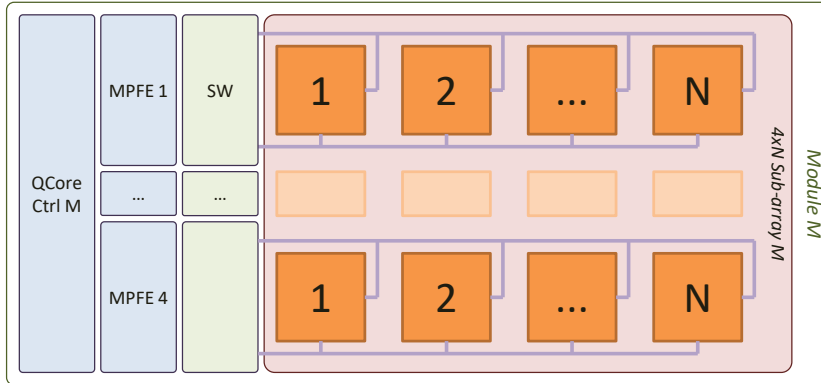 QCore
Ctrl M
MPFE 1
SW
1
2
...
N
...
...
MPFE 4
1
2
...
N
4xN Sub-array M
Module M